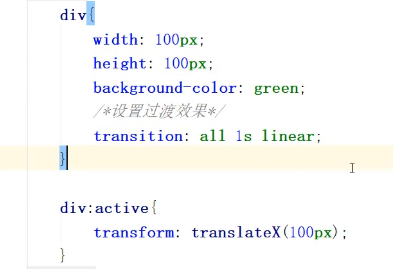 div{
width: 100px;
height: 100px;
background-color: green;
/*设置过渡效果*/
transition: all 1s linear;
}
div:active{
transform: translateX(100px);
}